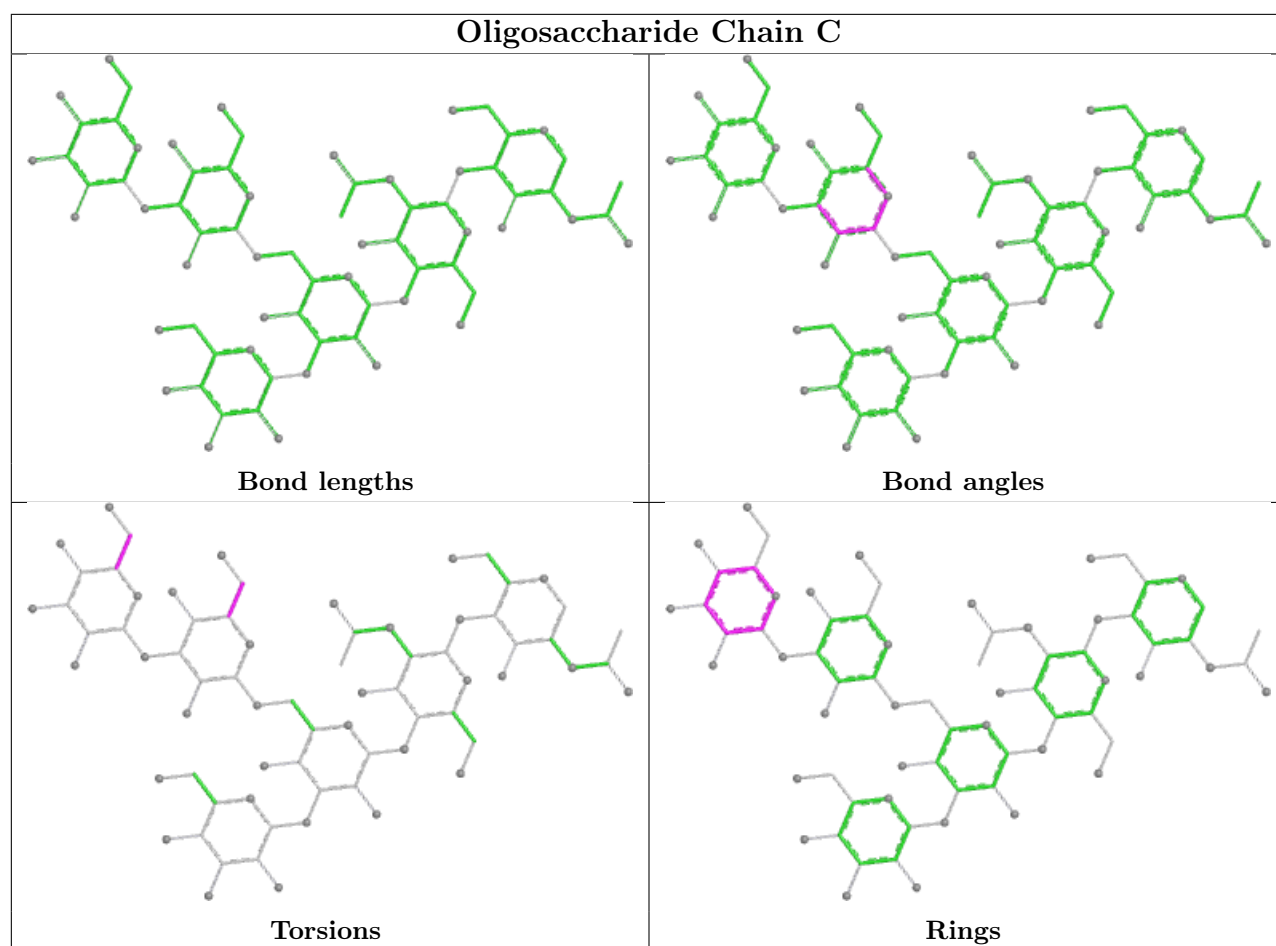 Oligosaccharide Chain C
Bond lengths
Bond angles
Torsions
Rings